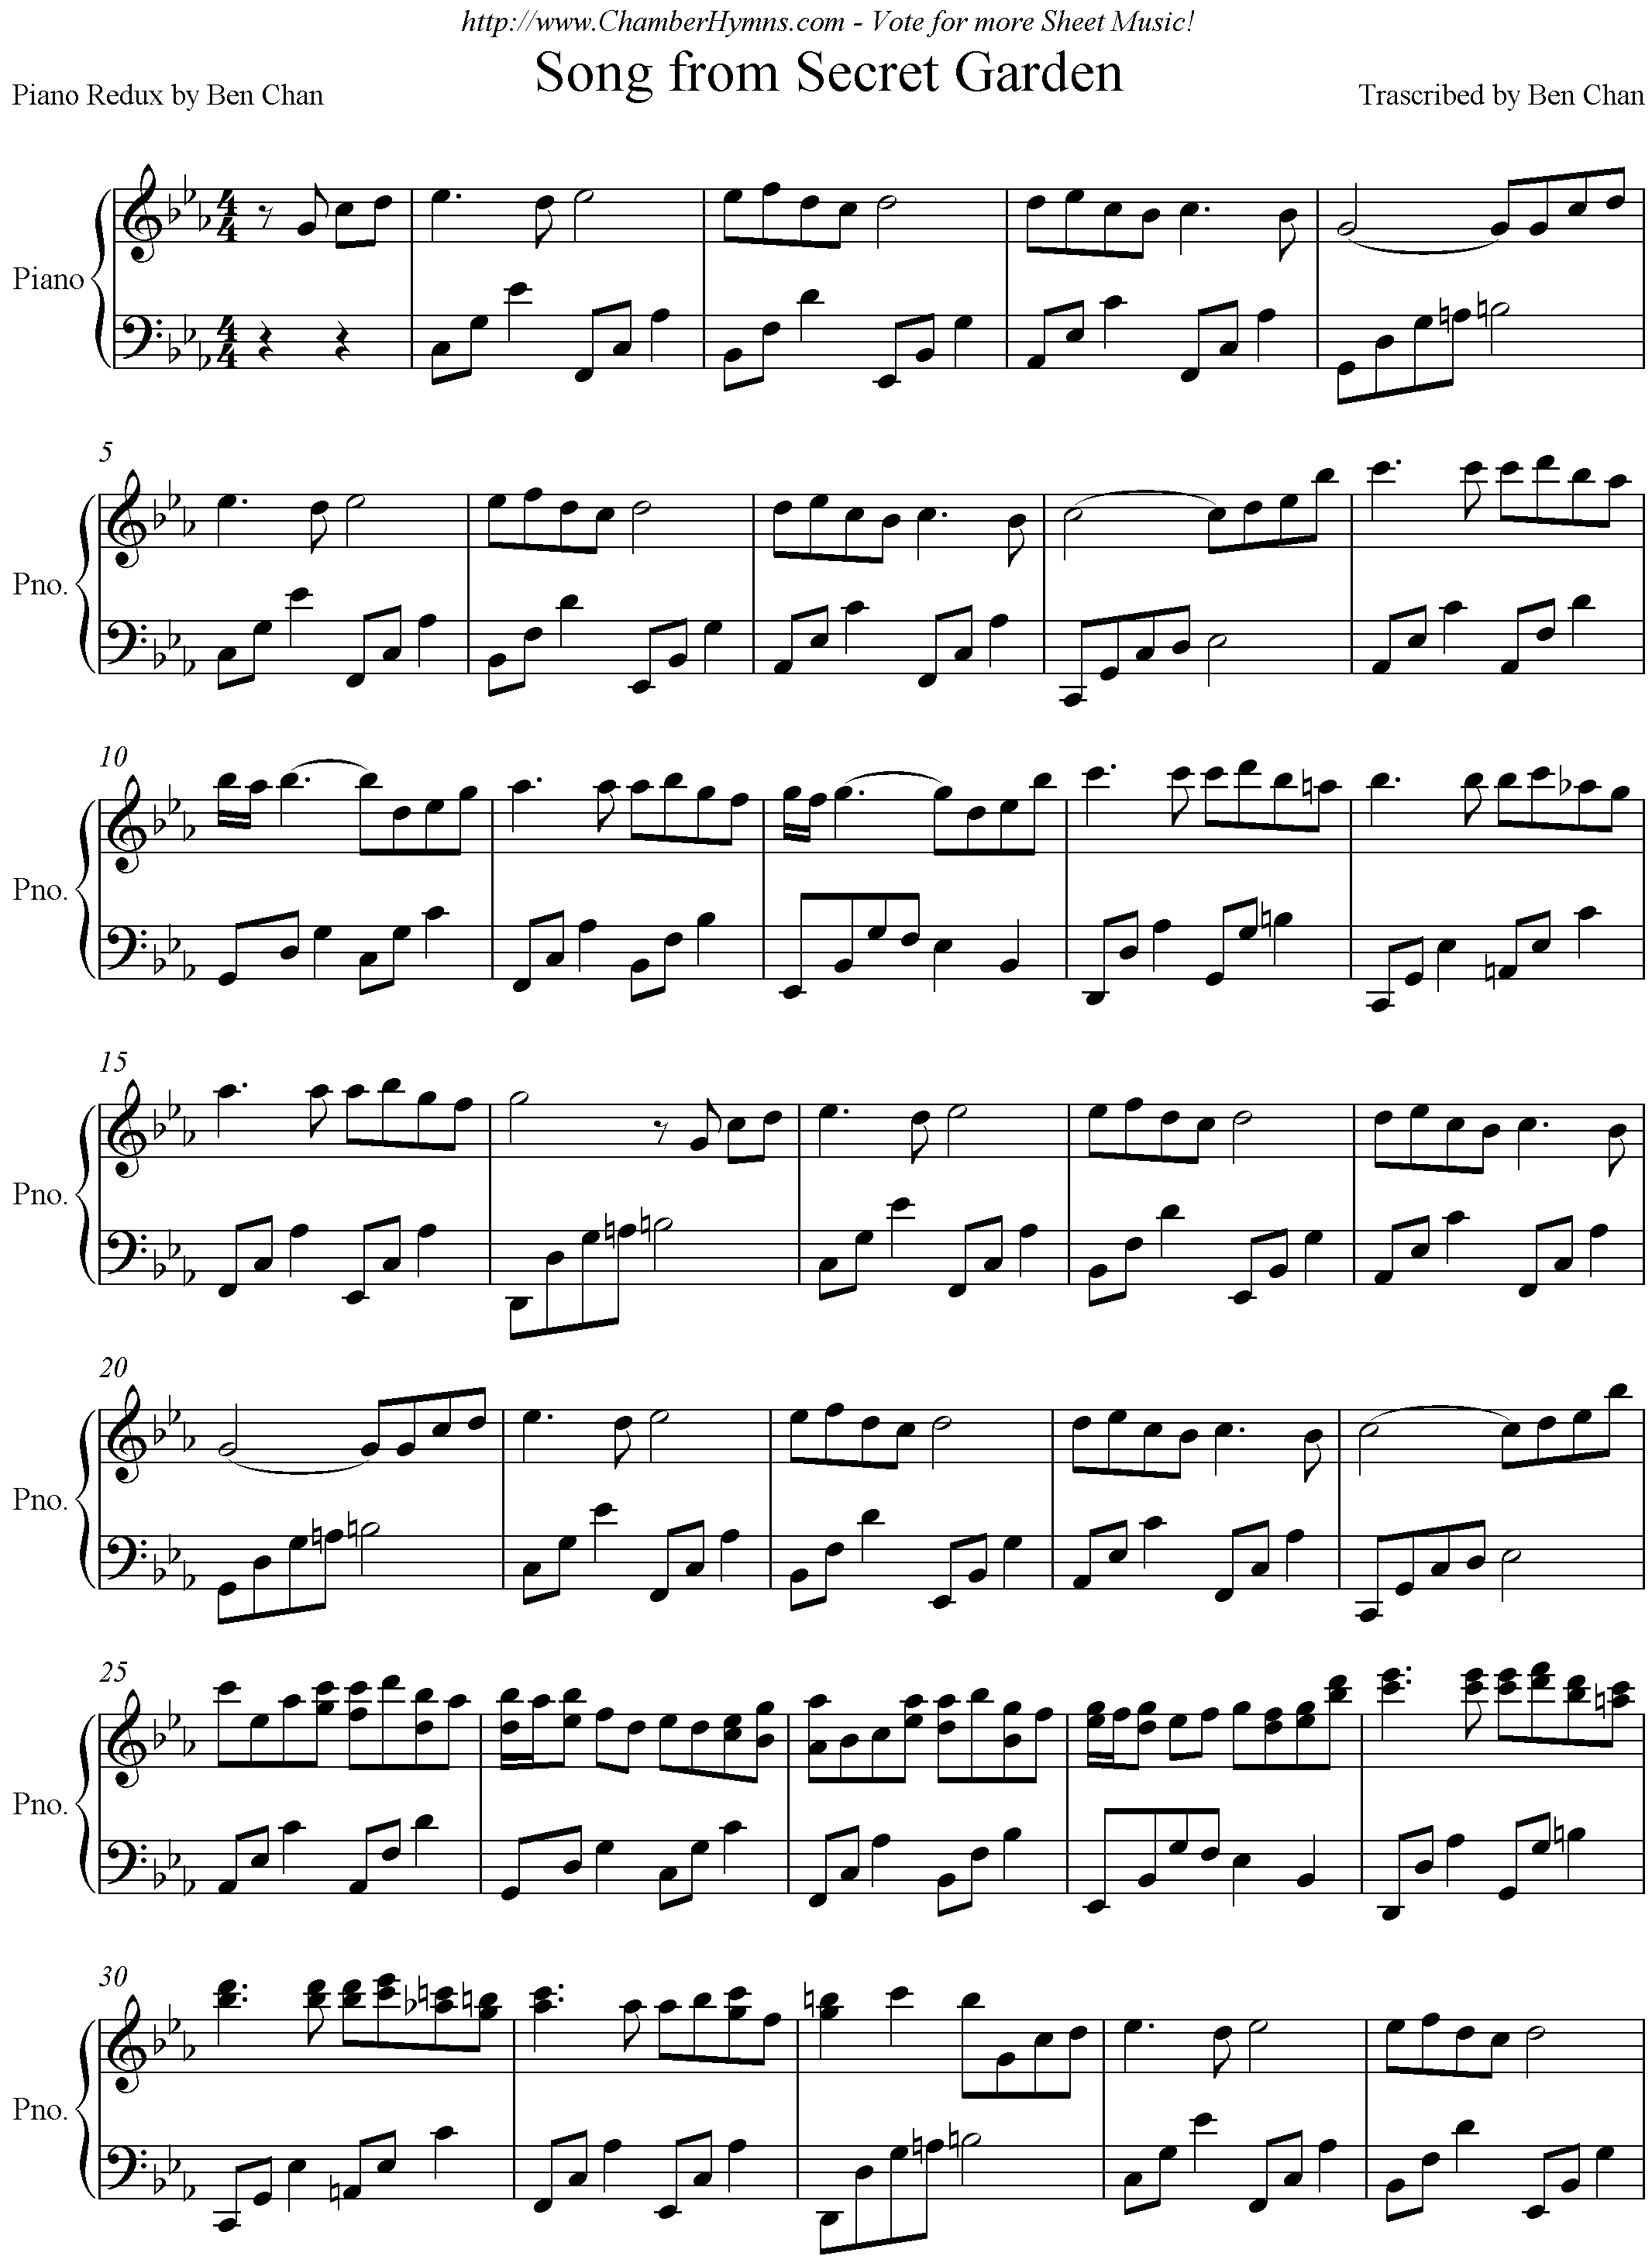 http://www.ChamberHymns.com - Vote for more Sheet Music!
Song from Secret Garden
Piano Redux by Ben Chan
Trascribed by Ben Chan
4 4
Piano
4 4
5
Pno.
10
Pno.
15
Pno.
20
Pno.
25
Pno.
30
Pno.